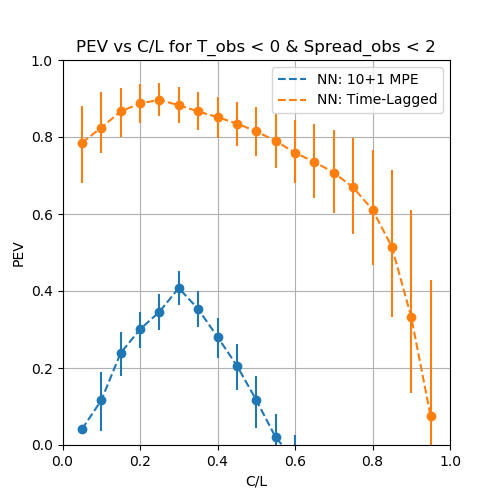 PEV vs C/L for T_obs < 0 & Spread_obs < 2
NN: 10+1 MPE
NN: Time-Lagged
PEV
1.0
0.8
0.6
0.4
0.2
0.0
0.0 0.2 0.4 0.6 0.8 1.0
C/L